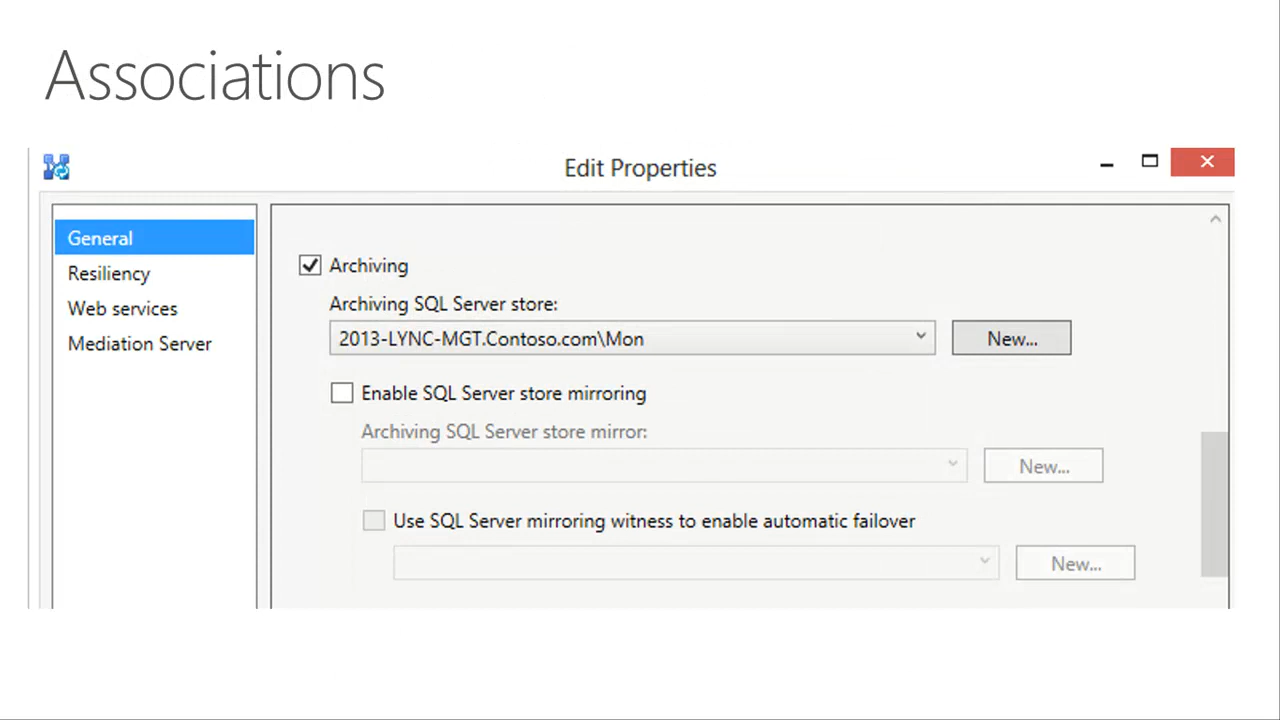 Associations
Edit Properties
General
Resiliency
Web services
Mediation Server
Archiving
Archiving SQL Server store:
2013-LYNC-MGT.Contoso.com\Mon
New...
Enable SQL Server store mirroring
Archiving SQL Server store mirror:
New...
Use SQL Server mirroring witness to enable automatic failover
New...